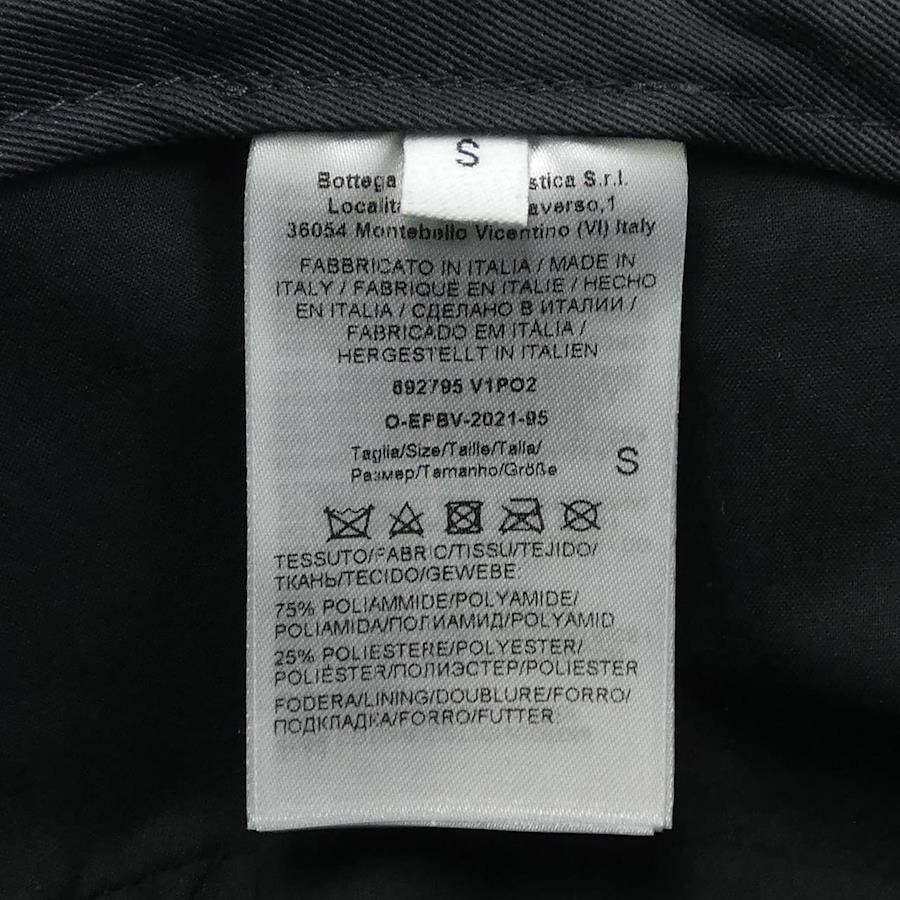 S
Bottega stica S.r.l.
Localit averso,1
36054 Montebello Vicentino (VI) Italy
FABBRICATO IN ITALIA / MADE IN
ITALY / FABRIQUÉ EN ITALIE / HECHO
EN ITALIA / СДЕЛАНО В ИТАЛИИ /
FABRICADO EM ITÀLIA /
HERGESTELLT IN ITALIEN
692795 V1PO2
O-EPBV-2021-95
Taglia/Size/Taille/Talla/
Размер/Tamanho/Größe
S
TESSUTO/FABRIC/TISSU/TEJIDO/
ТКАНЬ/TECIDO/GEWEBE:
75% POLIAMMIDE/POLYAMIDE/
POLIAMIDA/ПОЛИАМИД/POLYAMID
25% POLIESTERE/POLYESTER/
POLIÉSTER/ПОЛИЭСТЕР/POLIESTER
FODERA/LINING/DOUBLURE/FORRO/
ПОДКЛАДКА/FORRO/FUTTER: